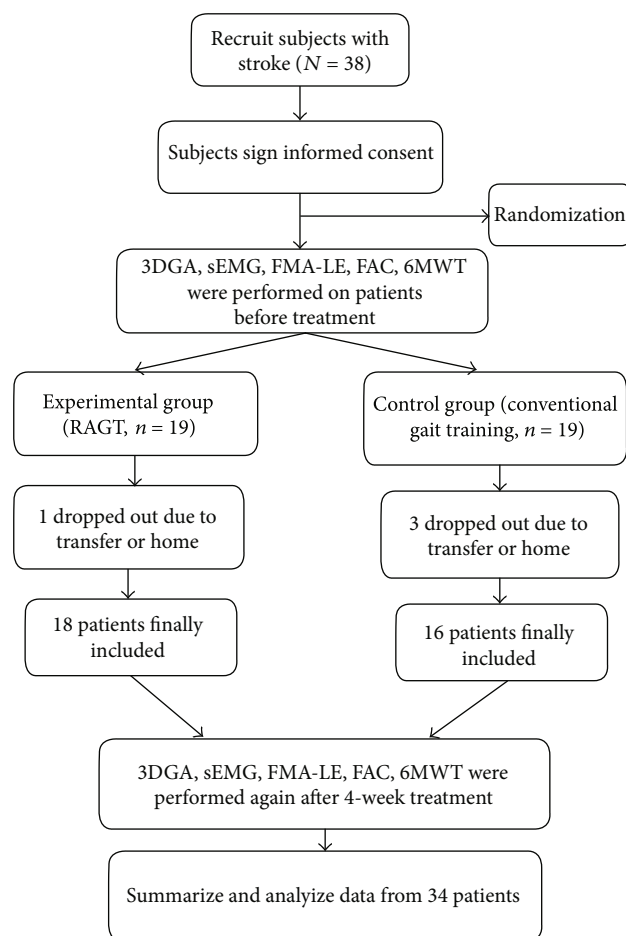 Recruit subjects with
stroke (N = 38)
Subjects sign informed consent
Randomization
3DGA, sEMG, FMA-LE, FAC, 6MWT
were performed on patients
before treatment
Experimental group
(RAGT, n = 19)
Control group (conventional
gait training, n = 19)
1 dropped out due to
transfer or home
3 dropped out due to
transfer or home
18 patients finally
included
16 patients finally
included
3DGA, sEMG, FMA-LE, FAC, 6MWT were
performed again after 4-week treatment
Summarize and analyize data from 34 patients